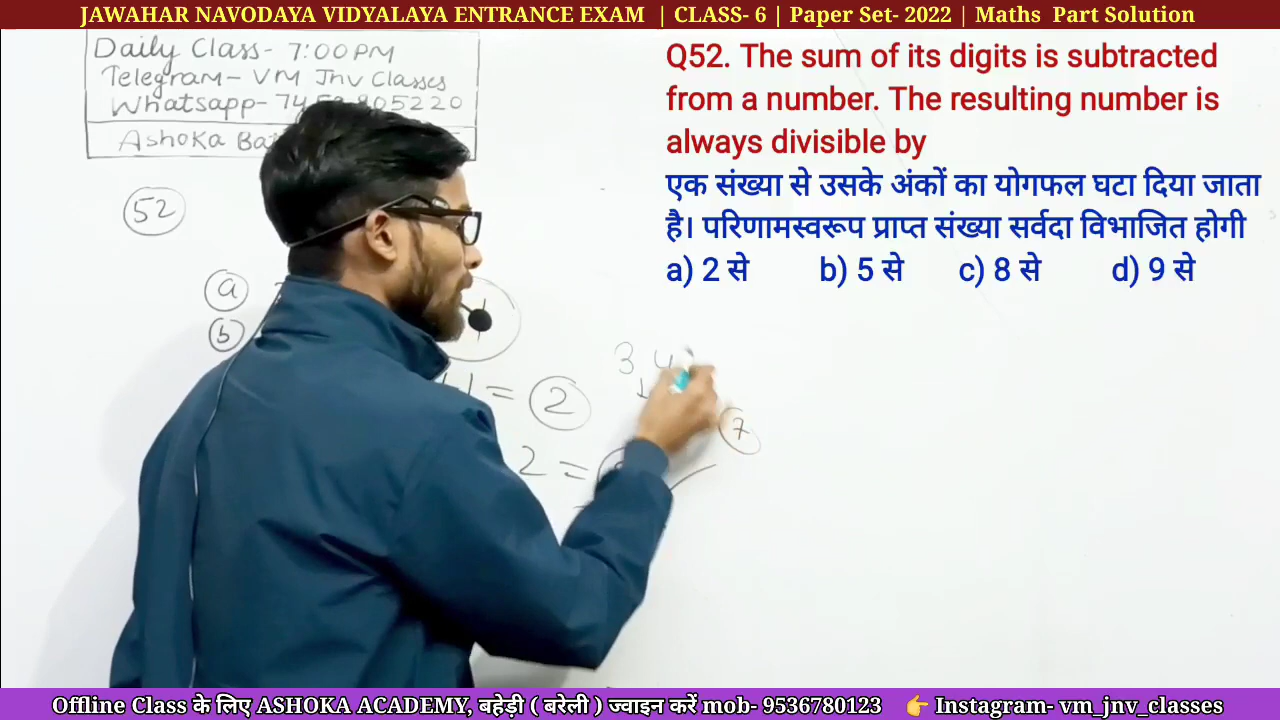 JAWAHAR NAVODAYA VIDYALAYA ENTRANCE EXAM | CLASS- 6 | Paper Set- 2022 | Maths Part Solution
Daily Class- 7:00PM
Telegram- VM Jnv Classes
Whatsapp- 74 805220
Ashoka
Q52. The sum of its digits is subtracted
from a number. The resulting number is
always divisible by
एक संख्या से उसके अंकों का योगफल घटा दिया जाता
है। परिणामस्वरूप प्राप्त संख्या सर्वदा विभाजित होगी
a) 2 से b) 5 से c) 8 से d) 9 से
52
a
b
3 4
= 2
7
2 =
Offline Class के लिए ASHOKA ACADEMY, बहेड़ी ( बरेली ) ज्वाइन करें mob- 9536780123 👉 Instagram- vm_jnv_classes